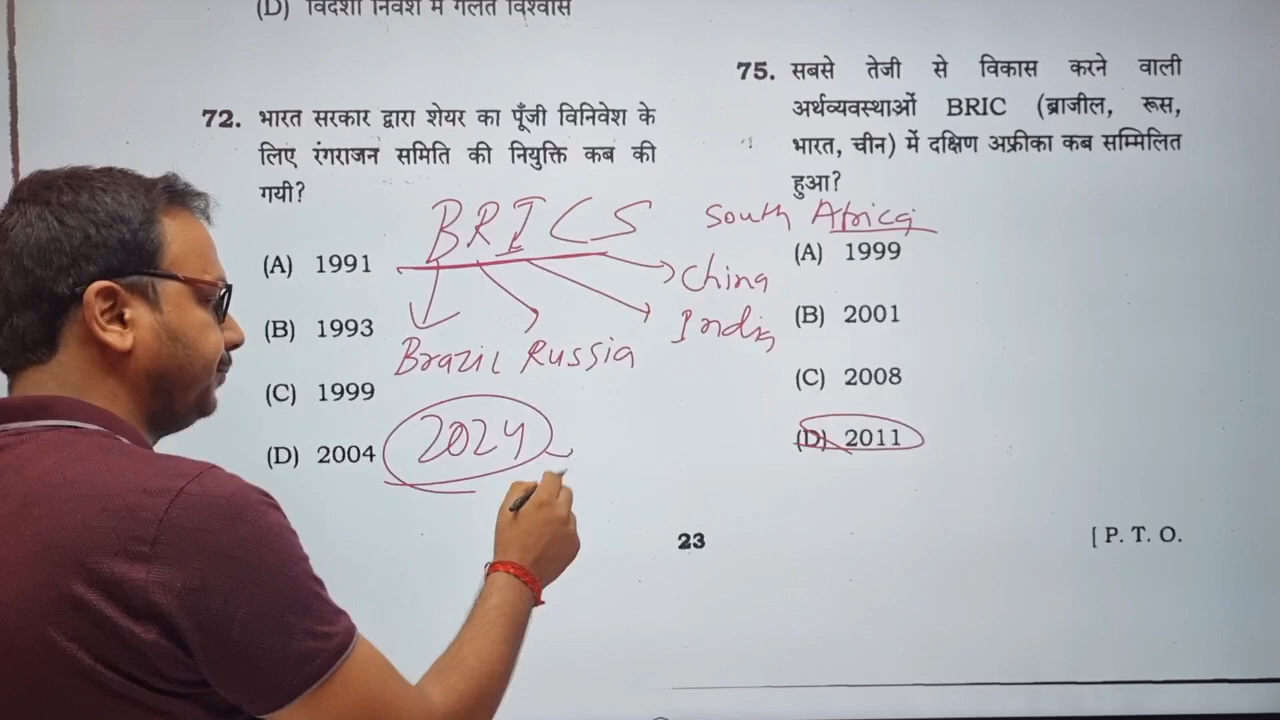 (D) विदेशी निवेश में गलत विश्वास
72. भारत सरकार द्वारा शेयर का पूँजी विनिवेश के
लिए रंगराजन समिति की नियुक्ति कब की
गयी?
(A) 1991
(B) 1993
(C) 1999
(D) 2004
BRICS
South Africa
China
India
Brazil Russia
2024
75. सबसे तेजी से विकास करने वाली
अर्थव्यवस्थाओं BRIC (ब्राजील, रूस,
भारत, चीन) में दक्षिण अफ्रीका कब सम्मिलित
हुआ?
(A) 1999
(B) 2001
(C) 2008
(D) 2011
23
[ P. T. O.